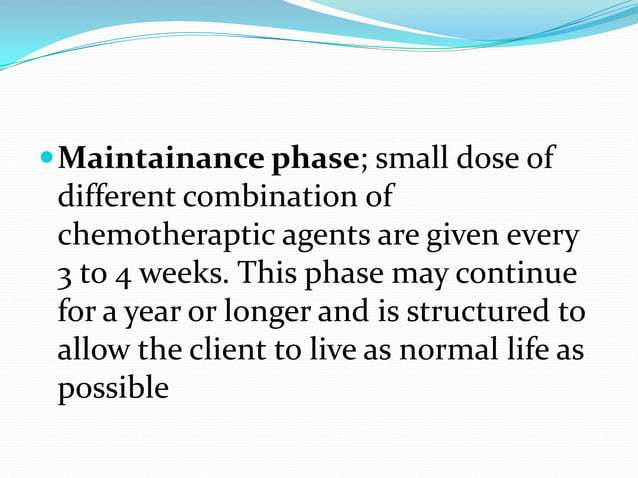 Maintainance phase; small dose of
different combination of
chemotheraptic agents are given every
3 to 4 weeks. This phase may continue
for a year or longer and is structured to
allow the client to live as normal life as
possible